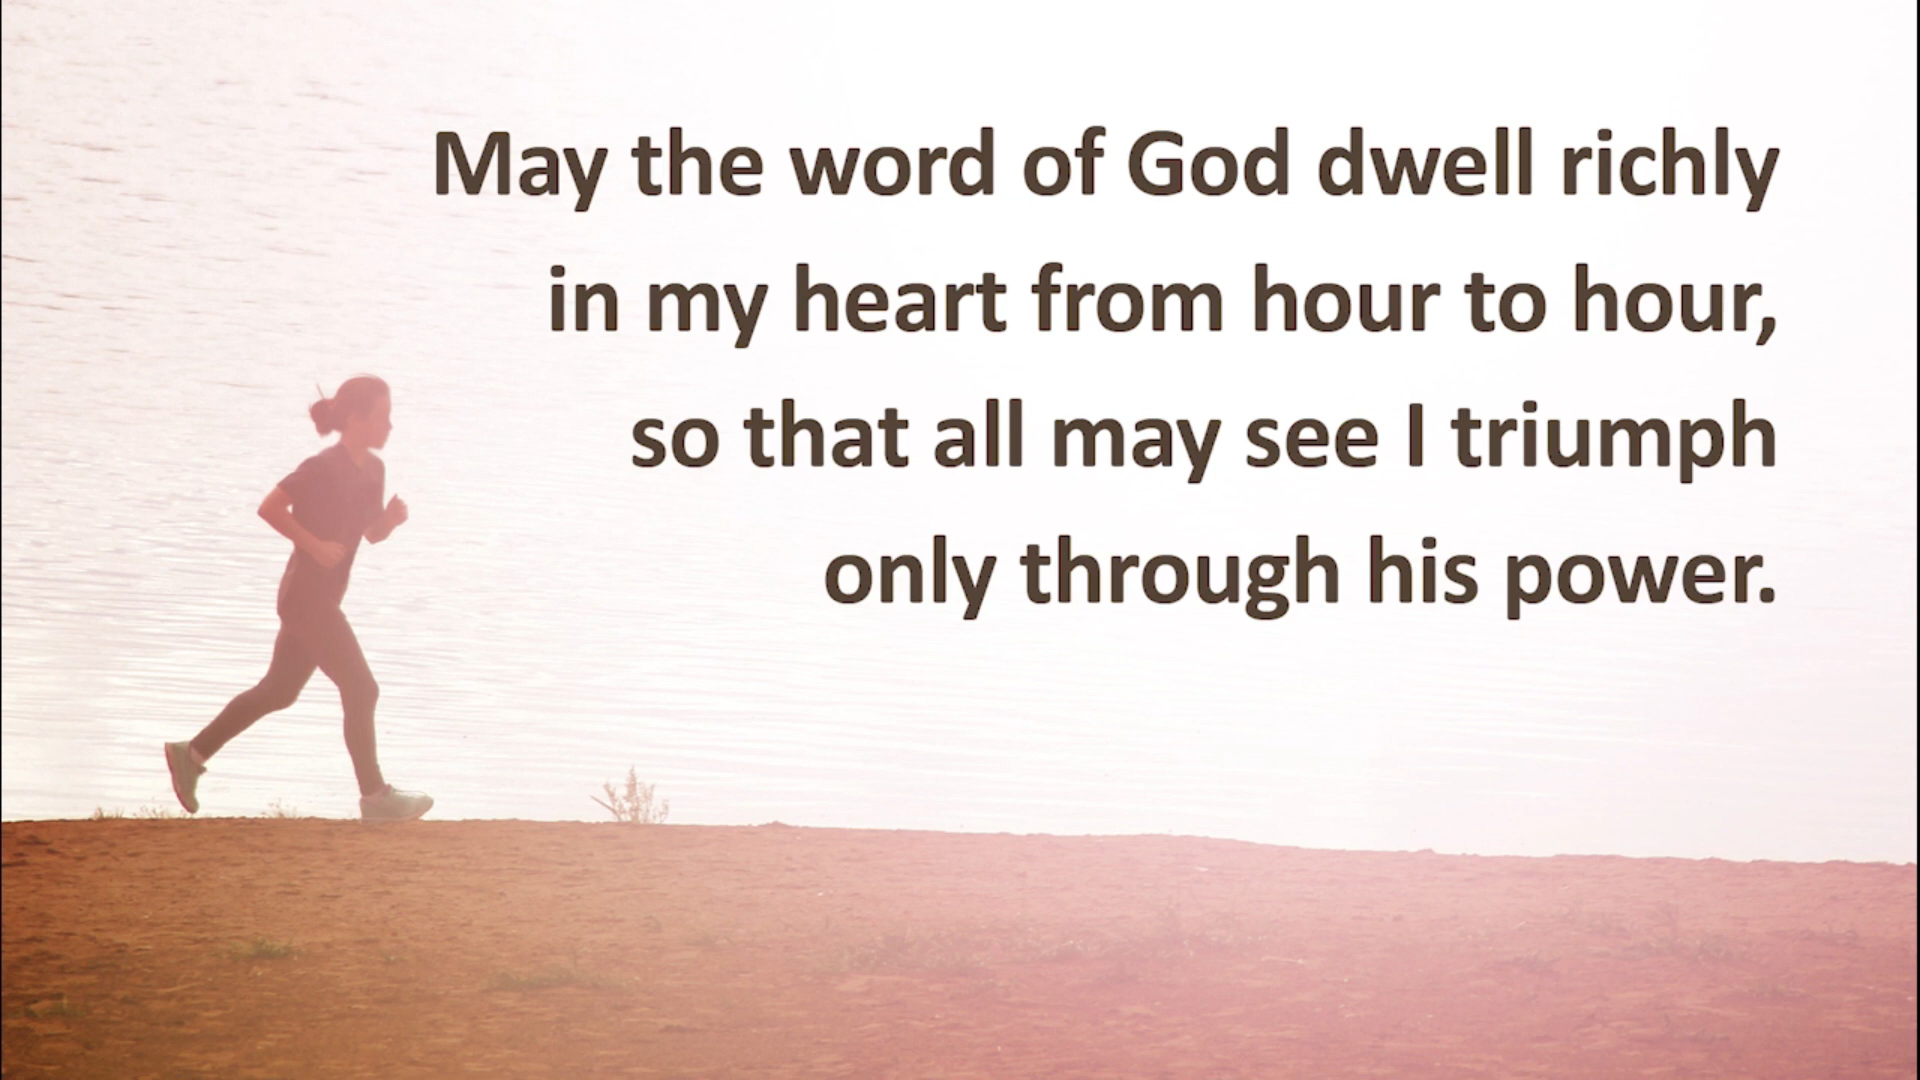 May the word of God dwell richly
in my heart from hour to hour,
so that all may see I triumph
only through his power.